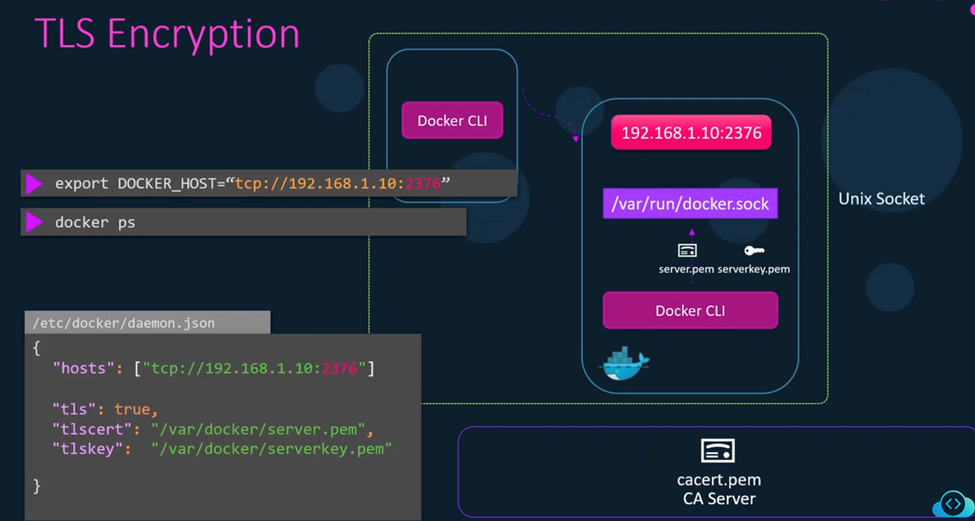 TLS Encryption
Docker CLI
192.168.1.10:2376
export DOCKER_HOST=“tcp://192.168.1.10:2376”
/var/run/docker.sock
Unix Socket
docker ps
server.pem serverkey.pem
Docker CLI
/etc/docker/daemon.json
{
"hosts": ["tcp://192.168.1.10:2376"]
"tls": true,
"tlscert": "/var/docker/server.pem",
"tlskey": "/var/docker/serverkey.pem"
}
cacert.pem
CA Server